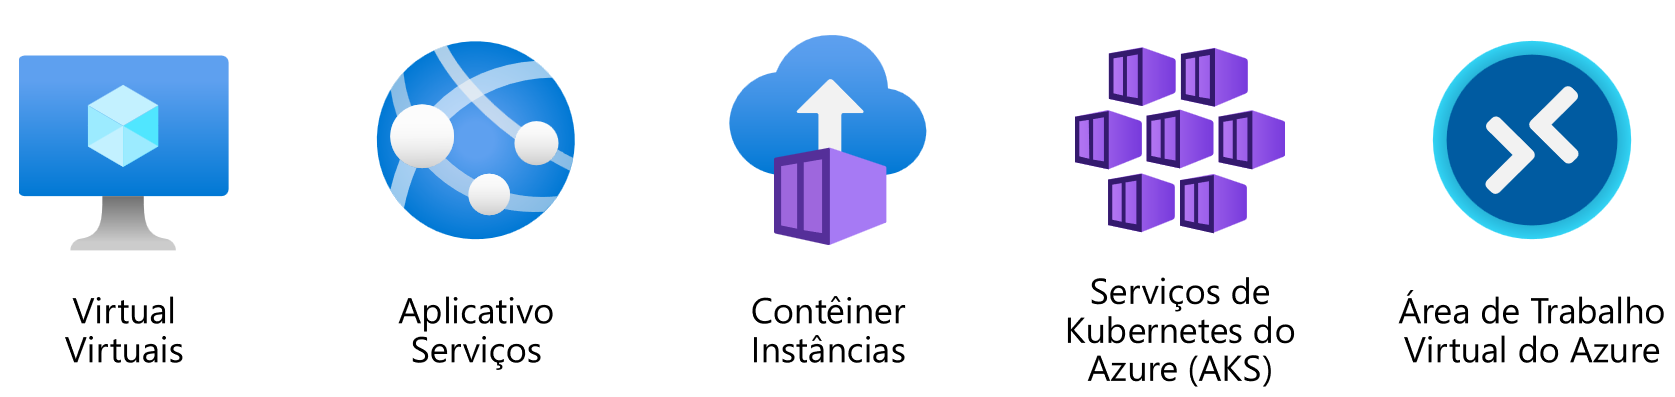 Virtual
Virtuais
Aplicativo
Serviços
Contêiner
Instâncias
Serviços de
Kubernetes do
Azure (AKS)
Área de Trabalho
Virtual do Azure